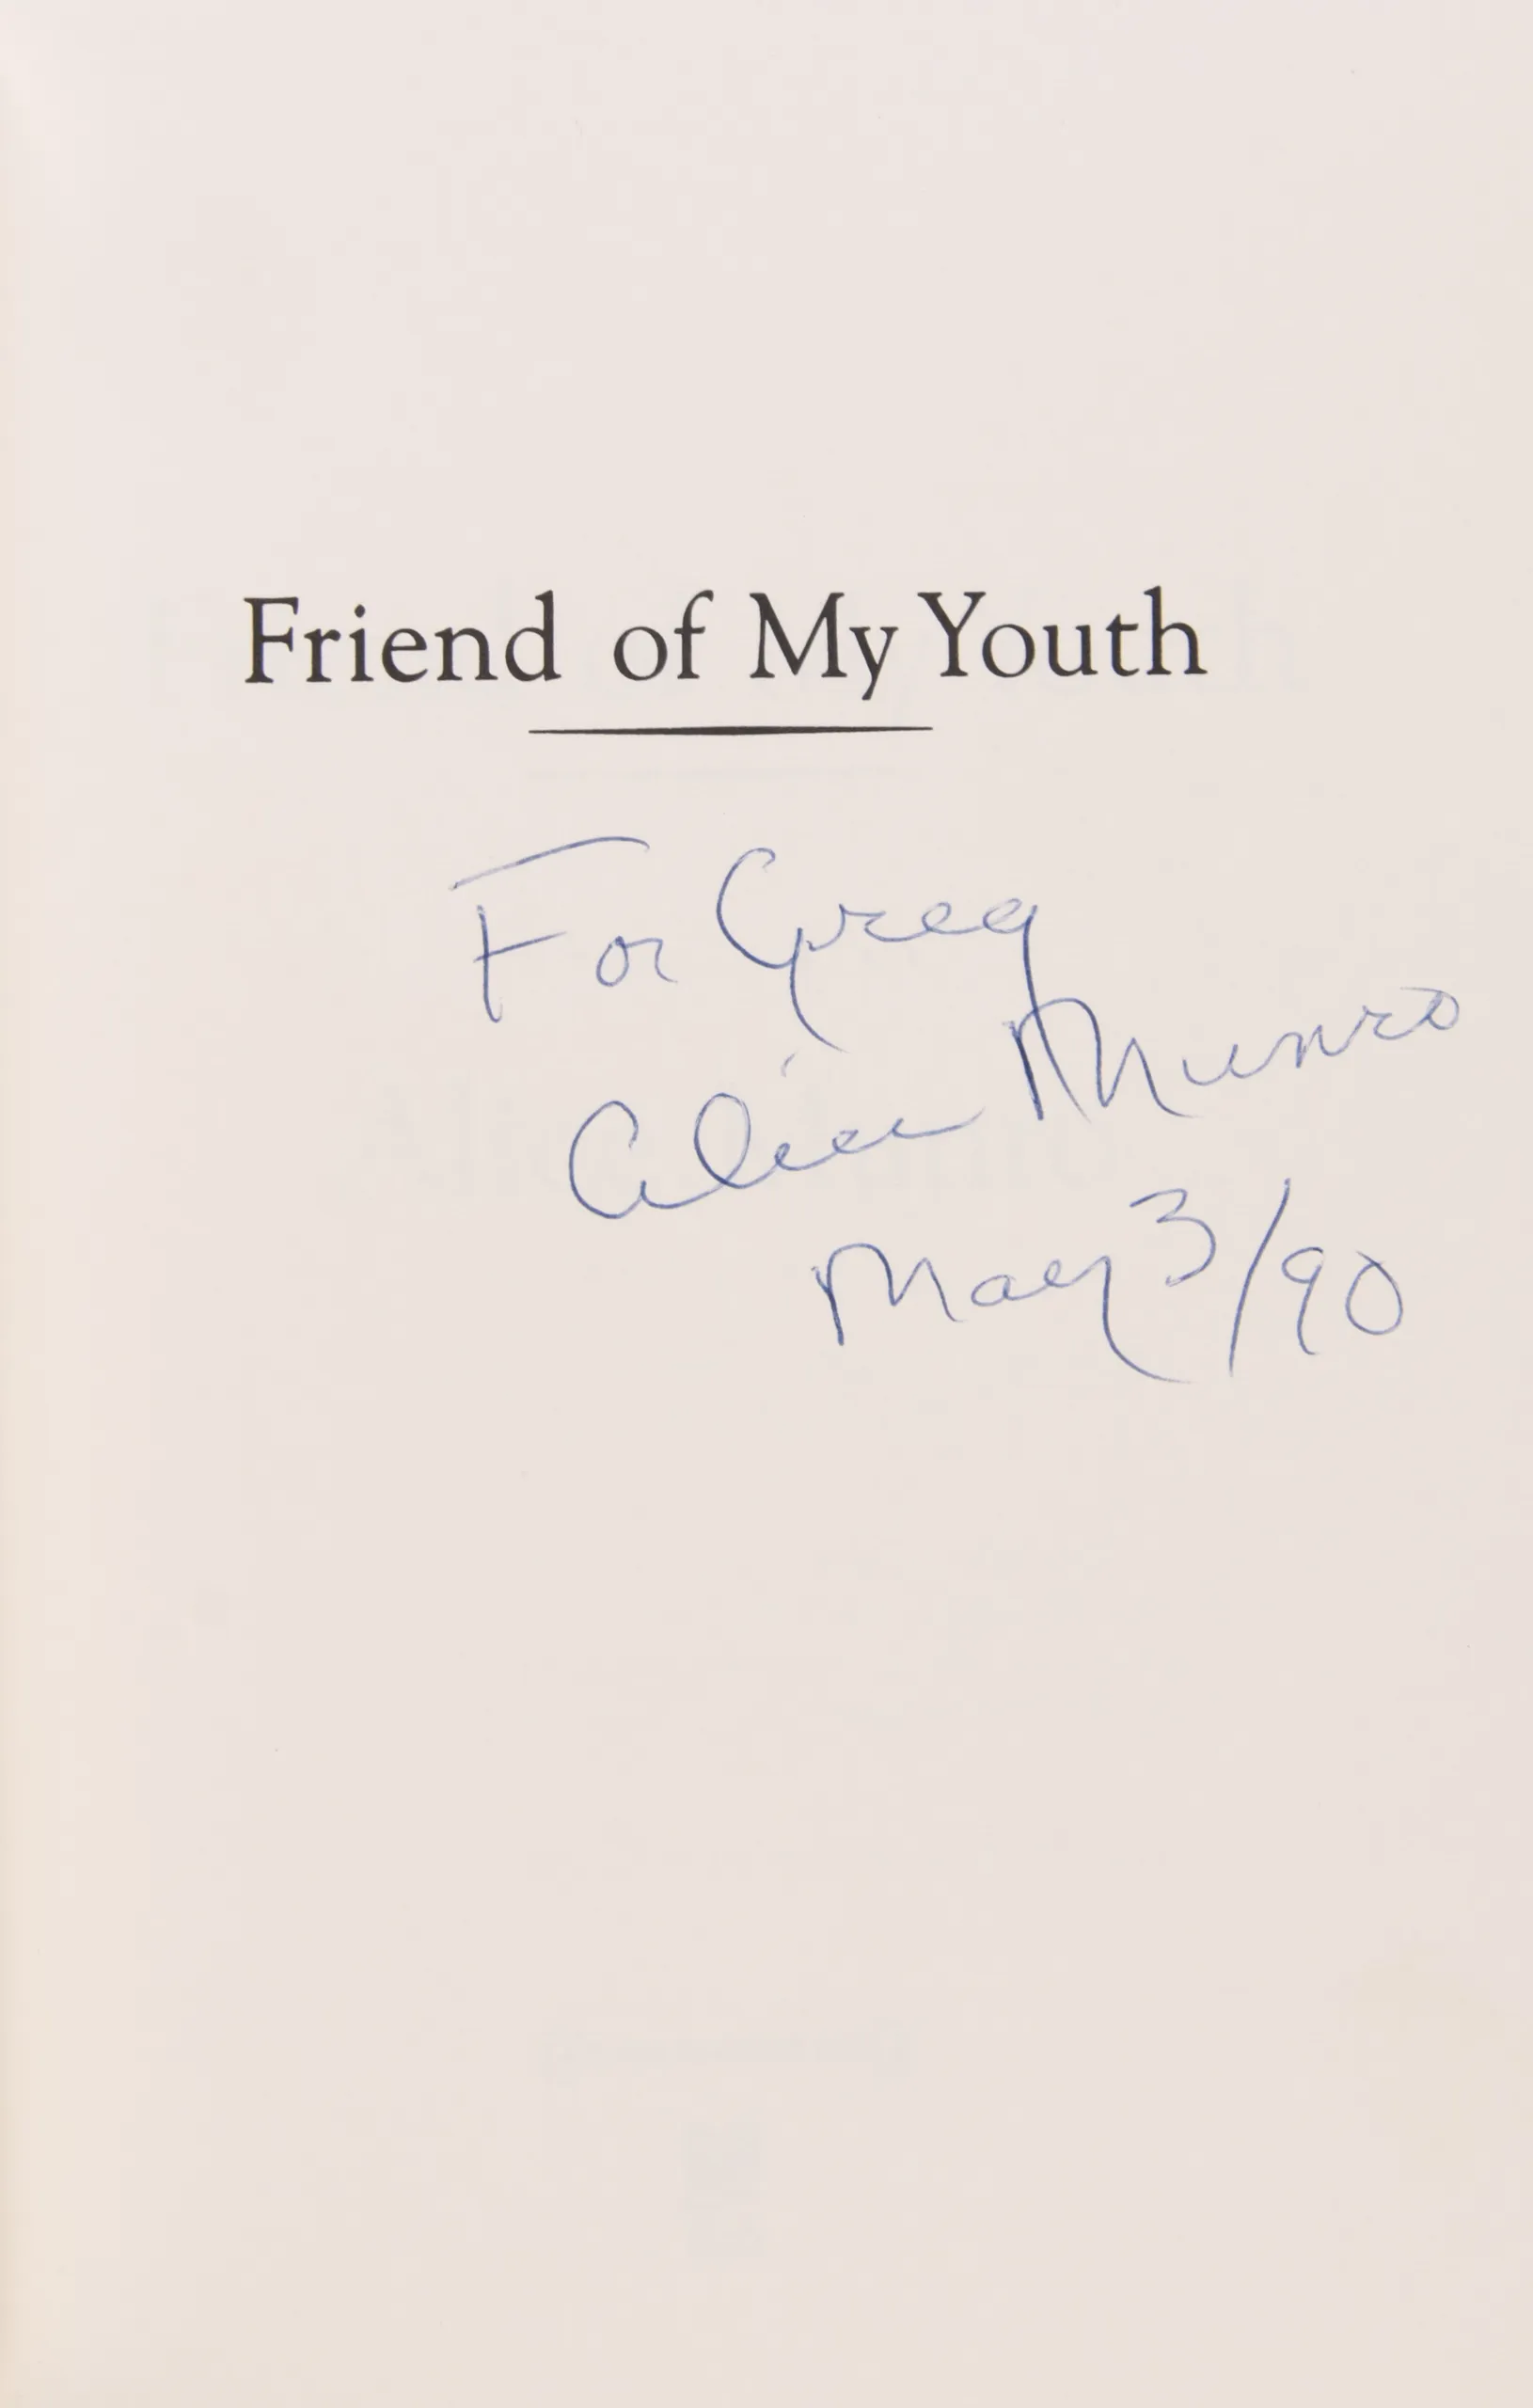 Friend of My Youth
For Greg
Alice Munro
May 3/90